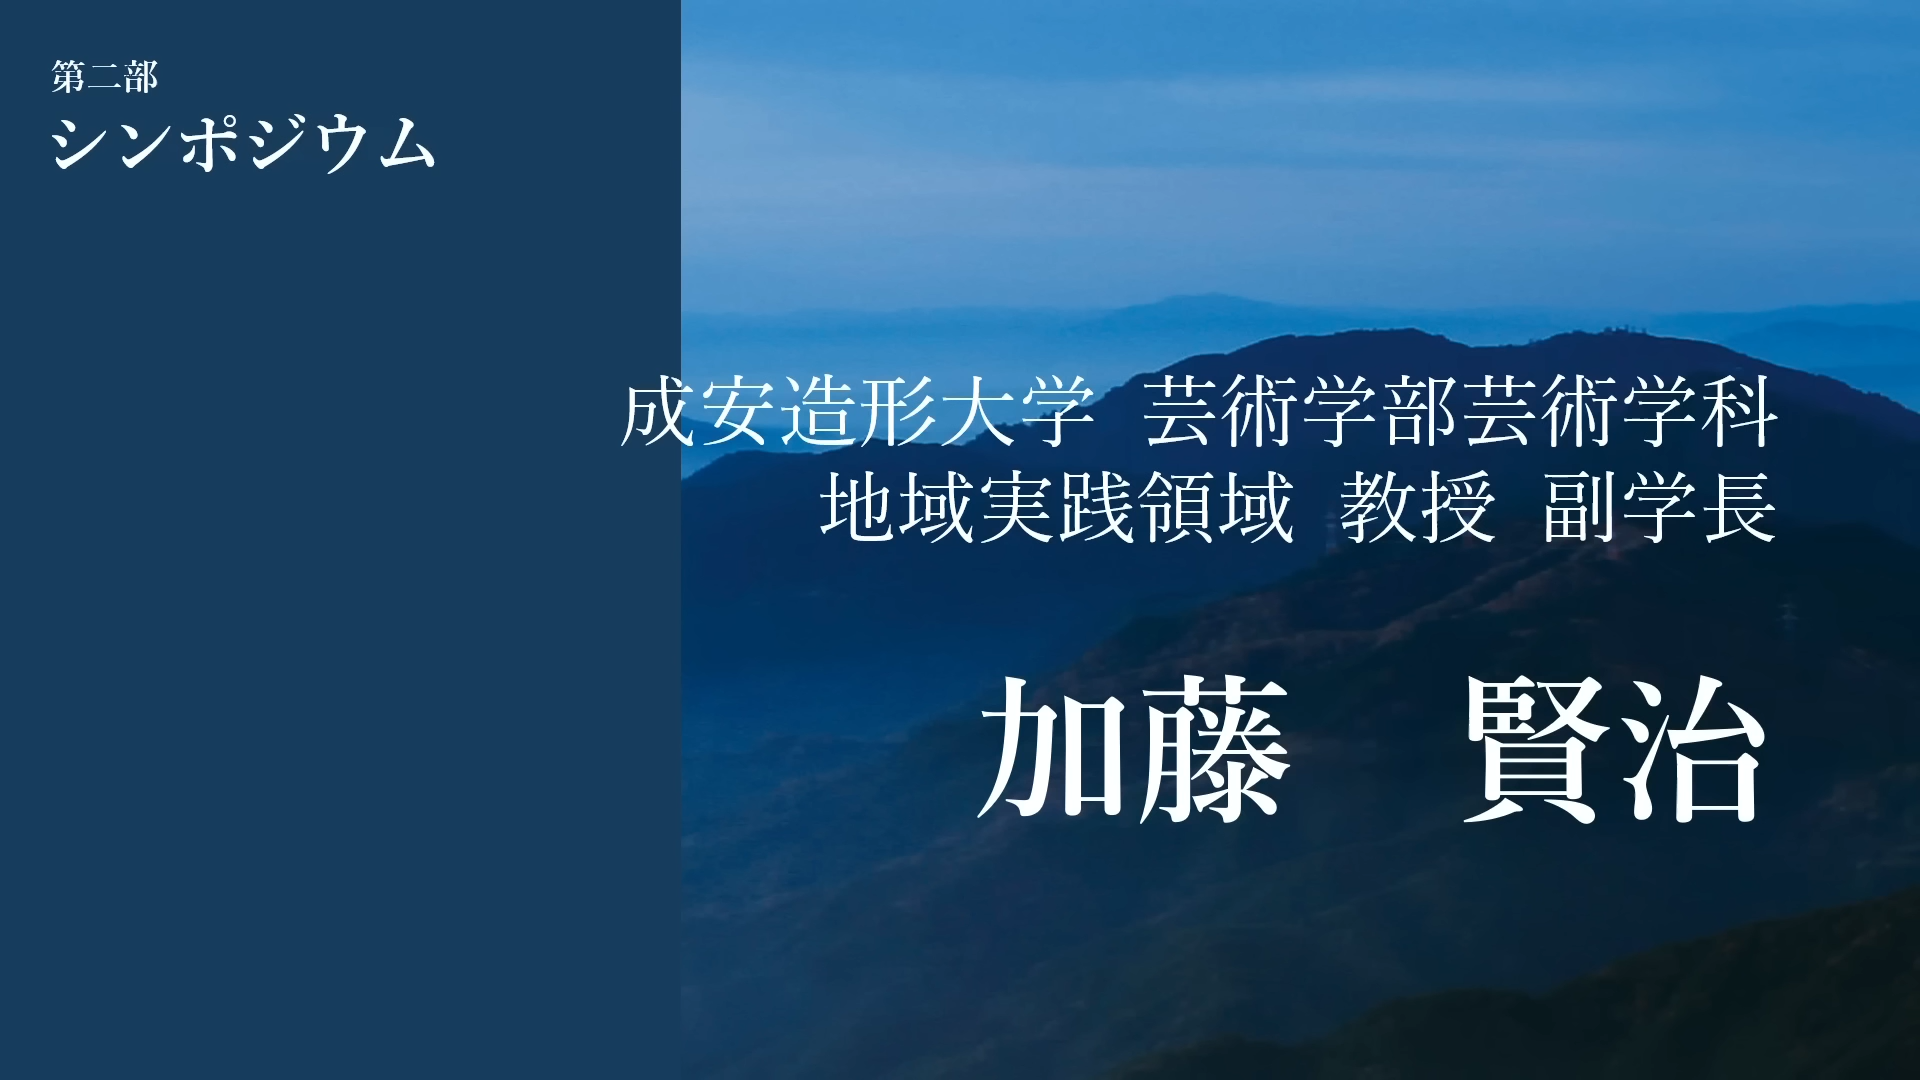 第二部
シンポジウム
成安造形大学 芸術学部芸術学科
地域実践領域 教授 副学長
加藤　賢治